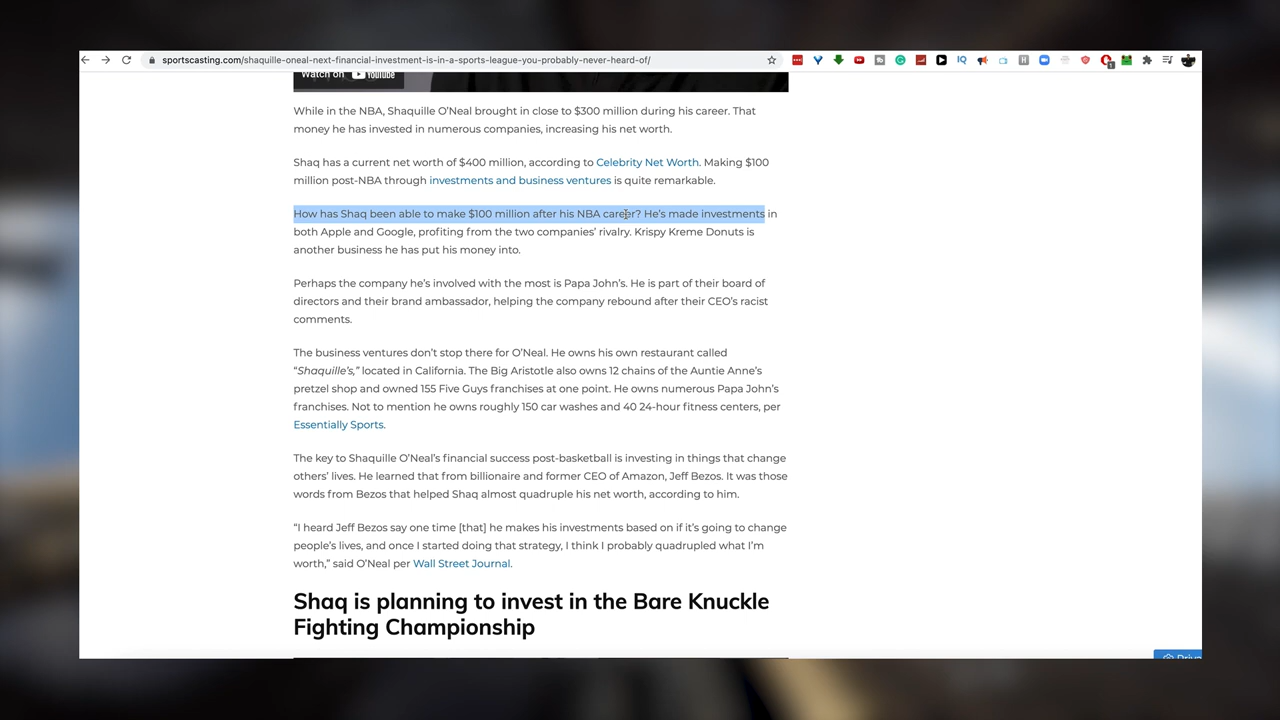 sportscasting.com/shaquille-oneal-next-financial-investment-is-in-a-sports-league-you-probably-never-heard-of/
Watch on YouTube
While in the NBA, Shaquille O'Neal brought in close to $300 million during his career. That
money he has invested in numerous companies, increasing his net worth.
Shaq has a current net worth of $400 million, according to Celebrity Net Worth. Making $100
million post-NBA through investments and business ventures is quite remarkable.
How has Shaq been able to make $100 million after his NBA career? He's made investments in
both Apple and Google, profiting from the two companies' rivalry. Krispy Kreme Donuts is
another business he has put his money into.
Perhaps the company he's involved with the most is Papa John's. He is part of their board of
directors and their brand ambassador, helping the company rebound after their CEO's racist
comments.
The business ventures don't stop there for O'Neal. He owns his own restaurant called
“Shaquille's,” located in California. The Big Aristotle also owns 12 chains of the Auntie Anne's
pretzel shop and owned 155 Five Guys franchises at one point. He owns numerous Papa John's
franchises. Not to mention he owns roughly 150 car washes and 40 24-hour fitness centers, per
Essentially Sports.
The key to Shaquille O'Neal's financial success post-basketball is investing in things that change
others' lives. He learned that from billionaire and former CEO of Amazon, Jeff Bezos. It was those
words from Bezos that helped Shaq almost quadruple his net worth, according to him.
“I heard Jeff Bezos say one time [that] he makes his investments based on if it's going to change
people's lives, and once I started doing that strategy, I think I probably quadrupled what I'm
worth,” said O'Neal per Wall Street Journal.
Shaq is planning to invest in the Bare Knuckle
Fighting Championship